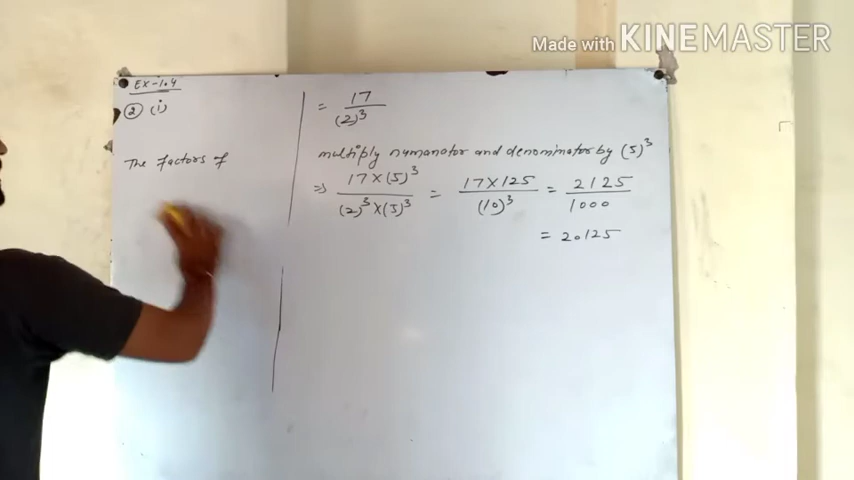 Made with KINEMASTER
EX-1.4
② (i)
The factors of
= 17/(2)³
multiply numanator and denominator by (5)³
⇒ 17×(5)³/(2)³×(5)³ = 17×125/(10)³ = 2125/1000
= 2.125